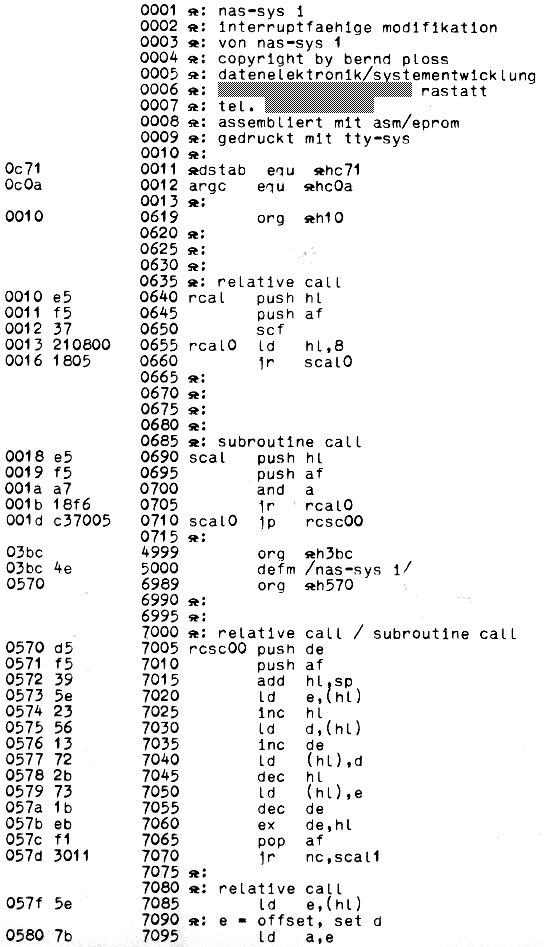 0001 &: nas-sys 1
0002 &: interruptfaehige modifikation
0003 &: von nas-sys 1
0004 &: copyright by bernd ploss
0005 &: datenelektronik/systementwicklung
0006 &: rastatt
0007 &: tel.
0008 &: assembliert mit asm/eprom
0009 &: gedruckt mit tty-sys
0010 &:
0c71 0011 &dstab equ &hc71
0c0a 0012 argc equ &hc0a
0013 &:
0010 0619 org &h10
0620 &:
0625 &:
0630 &:
0635 &: relative call
0010 e5 0640 rcal push hl
0011 f5 0645 push af
0012 37 0650 scf
0013 210800 0655 rcal0 ld hl,8
0016 1805 0660 jr scal0
0665 &:
0670 &:
0675 &:
0680 &:
0685 &: subroutine call
0018 e5 0690 scal push hl
0019 f5 0695 push af
001a a7 0700 and a
001b 18f6 0705 jr rcal0
001d c37005 0710 scal0 jp rcsc00
0715 &:
03bc 4999 org &h3bc
03bc 4e 5000 defm /nas-sys 1/
0570 6989 org &h570
6990 &:
6995 &:
7000 &: relative call / subroutine call
0570 d5 7005 rcsc00 push de
0571 f5 7010 push af
0572 39 7015 add hl,sp
0573 5e 7020 ld e,(hl)
0574 23 7025 inc hl
0575 56 7030 ld d,(hl)
0576 13 7035 inc de
0577 72 7040 ld (hl),d
0578 2b 7045 dec hl
0579 73 7050 ld (hl),e
057a 1b 7055 dec de
057b eb 7060 ex de,hl
057c f1 7065 pop af
057d 3011 7070 jr nc,scal1
7075 &:
7080 &: relative call
057f 5e 7085 ld e,(hl)
7090 &: e = offset, set d
0580 7b 7095 ld a,e